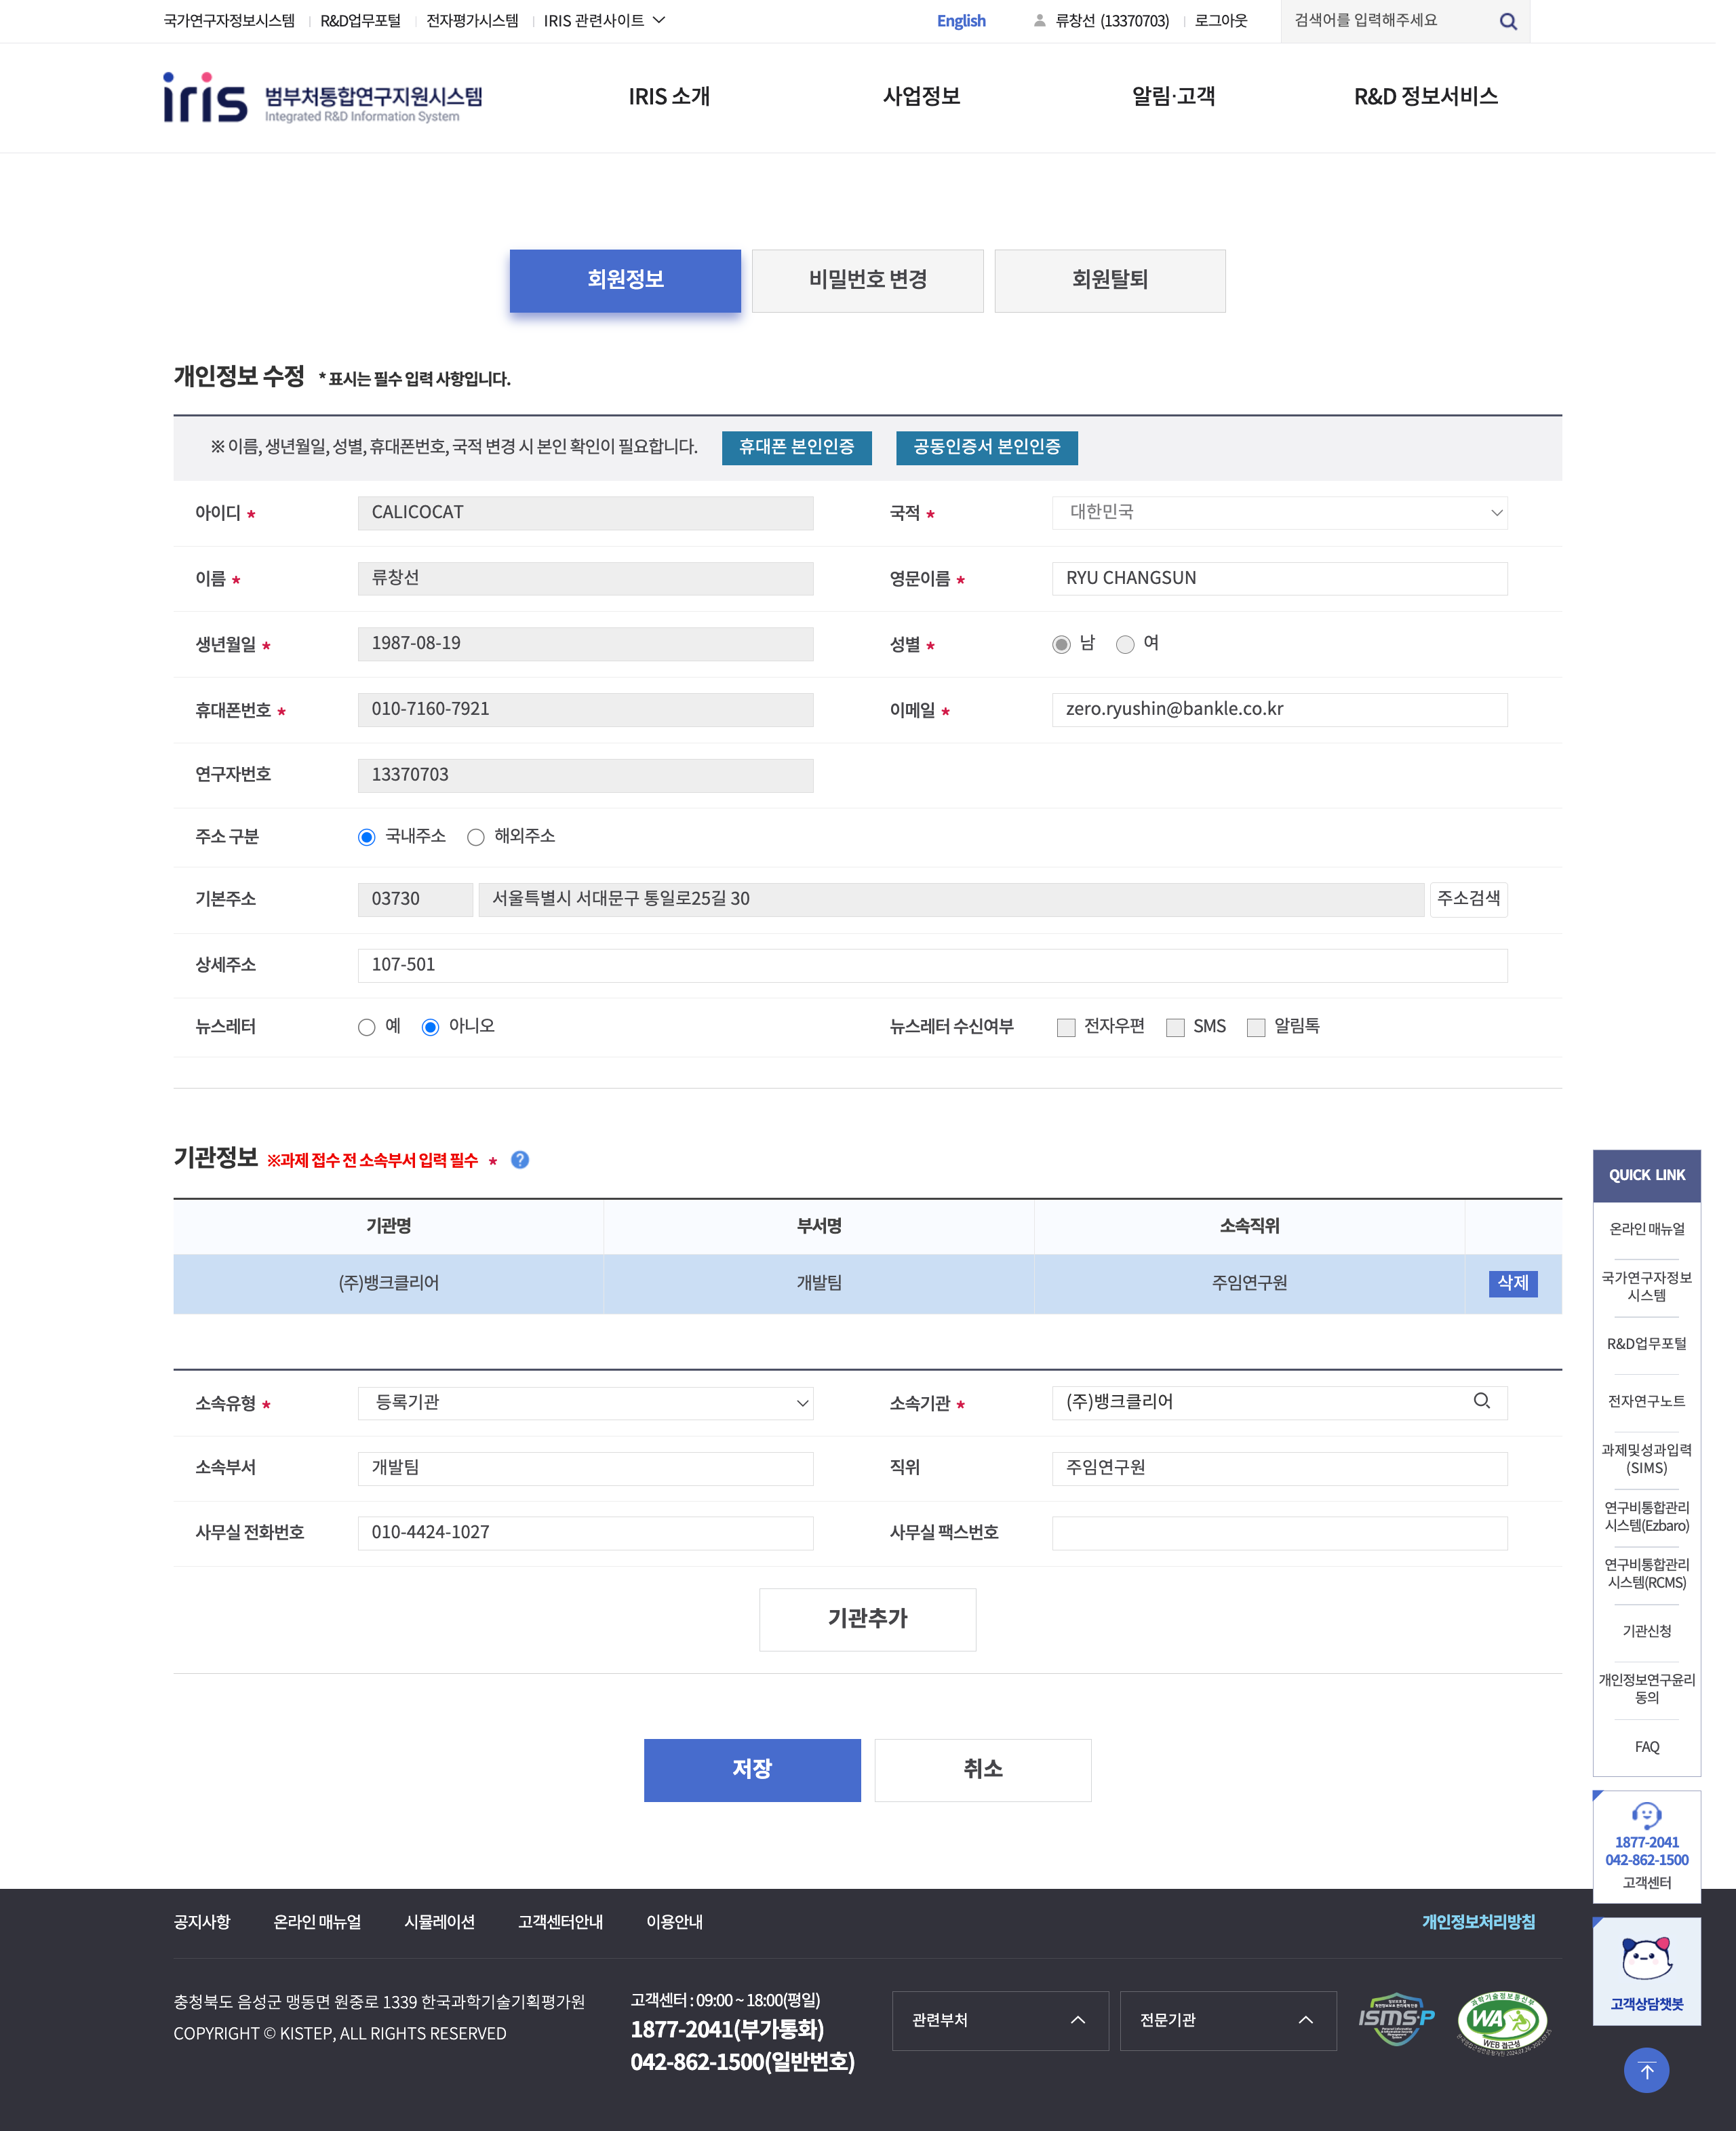 국가연구자정보시스템 R&D업무포털 전자평가시스템 IRIS 관련사이트 English 류창선 (13370703) 로그아웃 검색어를 입력해주세요
iris 범부처통합연구지원시스템
Integrated R&D Information System
IRIS 소개 사업정보 알림·고객 R&D 정보서비스
회원정보 비밀번호 변경 회원탈퇴
개인정보 수정 * 표시는 필수 입력 사항입니다.
※ 이름, 생년월일, 성별, 휴대폰번호, 국적 변경 시 본인 확인이 필요합니다. 휴대폰 본인인증 공동인증서 본인인증
아이디 * CALICOCAT 국적 * 대한민국
이름 * 류창선 영문이름 * RYU CHANGSUN
생년월일 * 1987-08-19 성별 * 남 여
휴대폰번호 * 010-7160-7921 이메일 * zero.ryushin@bankle.co.kr
연구자번호 13370703
주소 구분 국내주소 해외주소
기본주소 03730 서울특별시 서대문구 통일로25길 30 주소검색
상세주소 107-501
뉴스레터 예 아니오 뉴스레터 수신여부 전자우편 SMS 알림톡
기관정보 ※과제 접수 전 소속부서 입력 필수 * ?
기관명 부서명 소속직위
(주)뱅크클리어 개발팀 주임연구원 삭제
소속유형 * 등록기관 소속기관 * (주)뱅크클리어
소속부서 개발팀 직위 주임연구원
사무실 전화번호 010-4424-1027 사무실 팩스번호
기관추가
저장 취소
QUICK LINK
온라인 매뉴얼
국가연구자정보
시스템
R&D업무포털
전자연구노트
과제및성과입력
(SIMS)
연구비통합관리
시스템(Ezbaro)
연구비통합관리
시스템(RCMS)
기관신청
개인정보연구윤리
동의
FAQ
1877-2041
042-862-1500
고객센터
고객상담챗봇
공지사항 온라인 매뉴얼 시뮬레이션 고객센터안내 이용안내 개인정보처리방침
충청북도 음성군 맹동면 원중로 1339 한국과학기술기획평가원
COPYRIGHT © KISTEP, ALL RIGHTS RESERVED
고객센터 : 09:00 ~ 18:00(평일)
1877-2041(부가통화)
042-862-1500(일반번호)
관련부처 전문기관
ISMS-P
과학기술정보통신부
WA
WEB 접근성